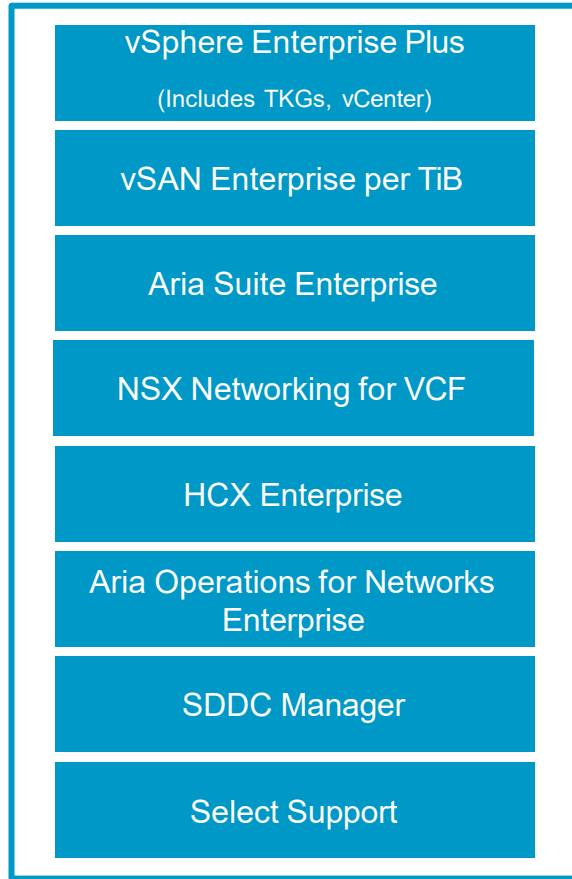 vSphere Enterprise Plus
(Includes TKGs, vCenter)
vSAN Enterprise per TiB
Aria Suite Enterprise
NSX Networking for VCF
HCX Enterprise
Aria Operations for Networks
Enterprise
SDDC Manager
Select Support